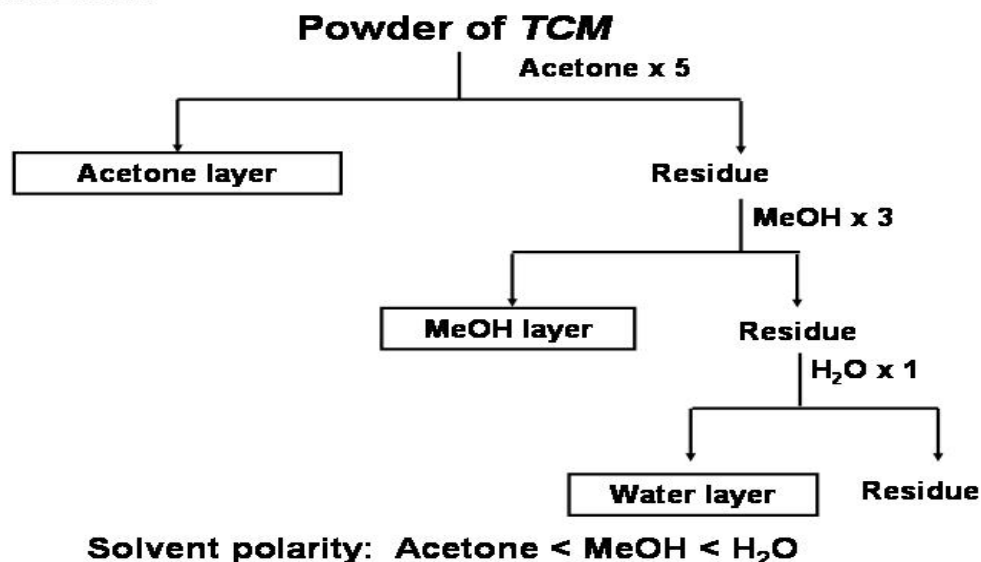 Powder of TCM
Acetone x 5
Acetone layer
Residue
MeOH x 3
MeOH layer
Residue
H₂O x 1
Water layer
Residue
Solvent polarity: Acetone < MeOH < H₂O